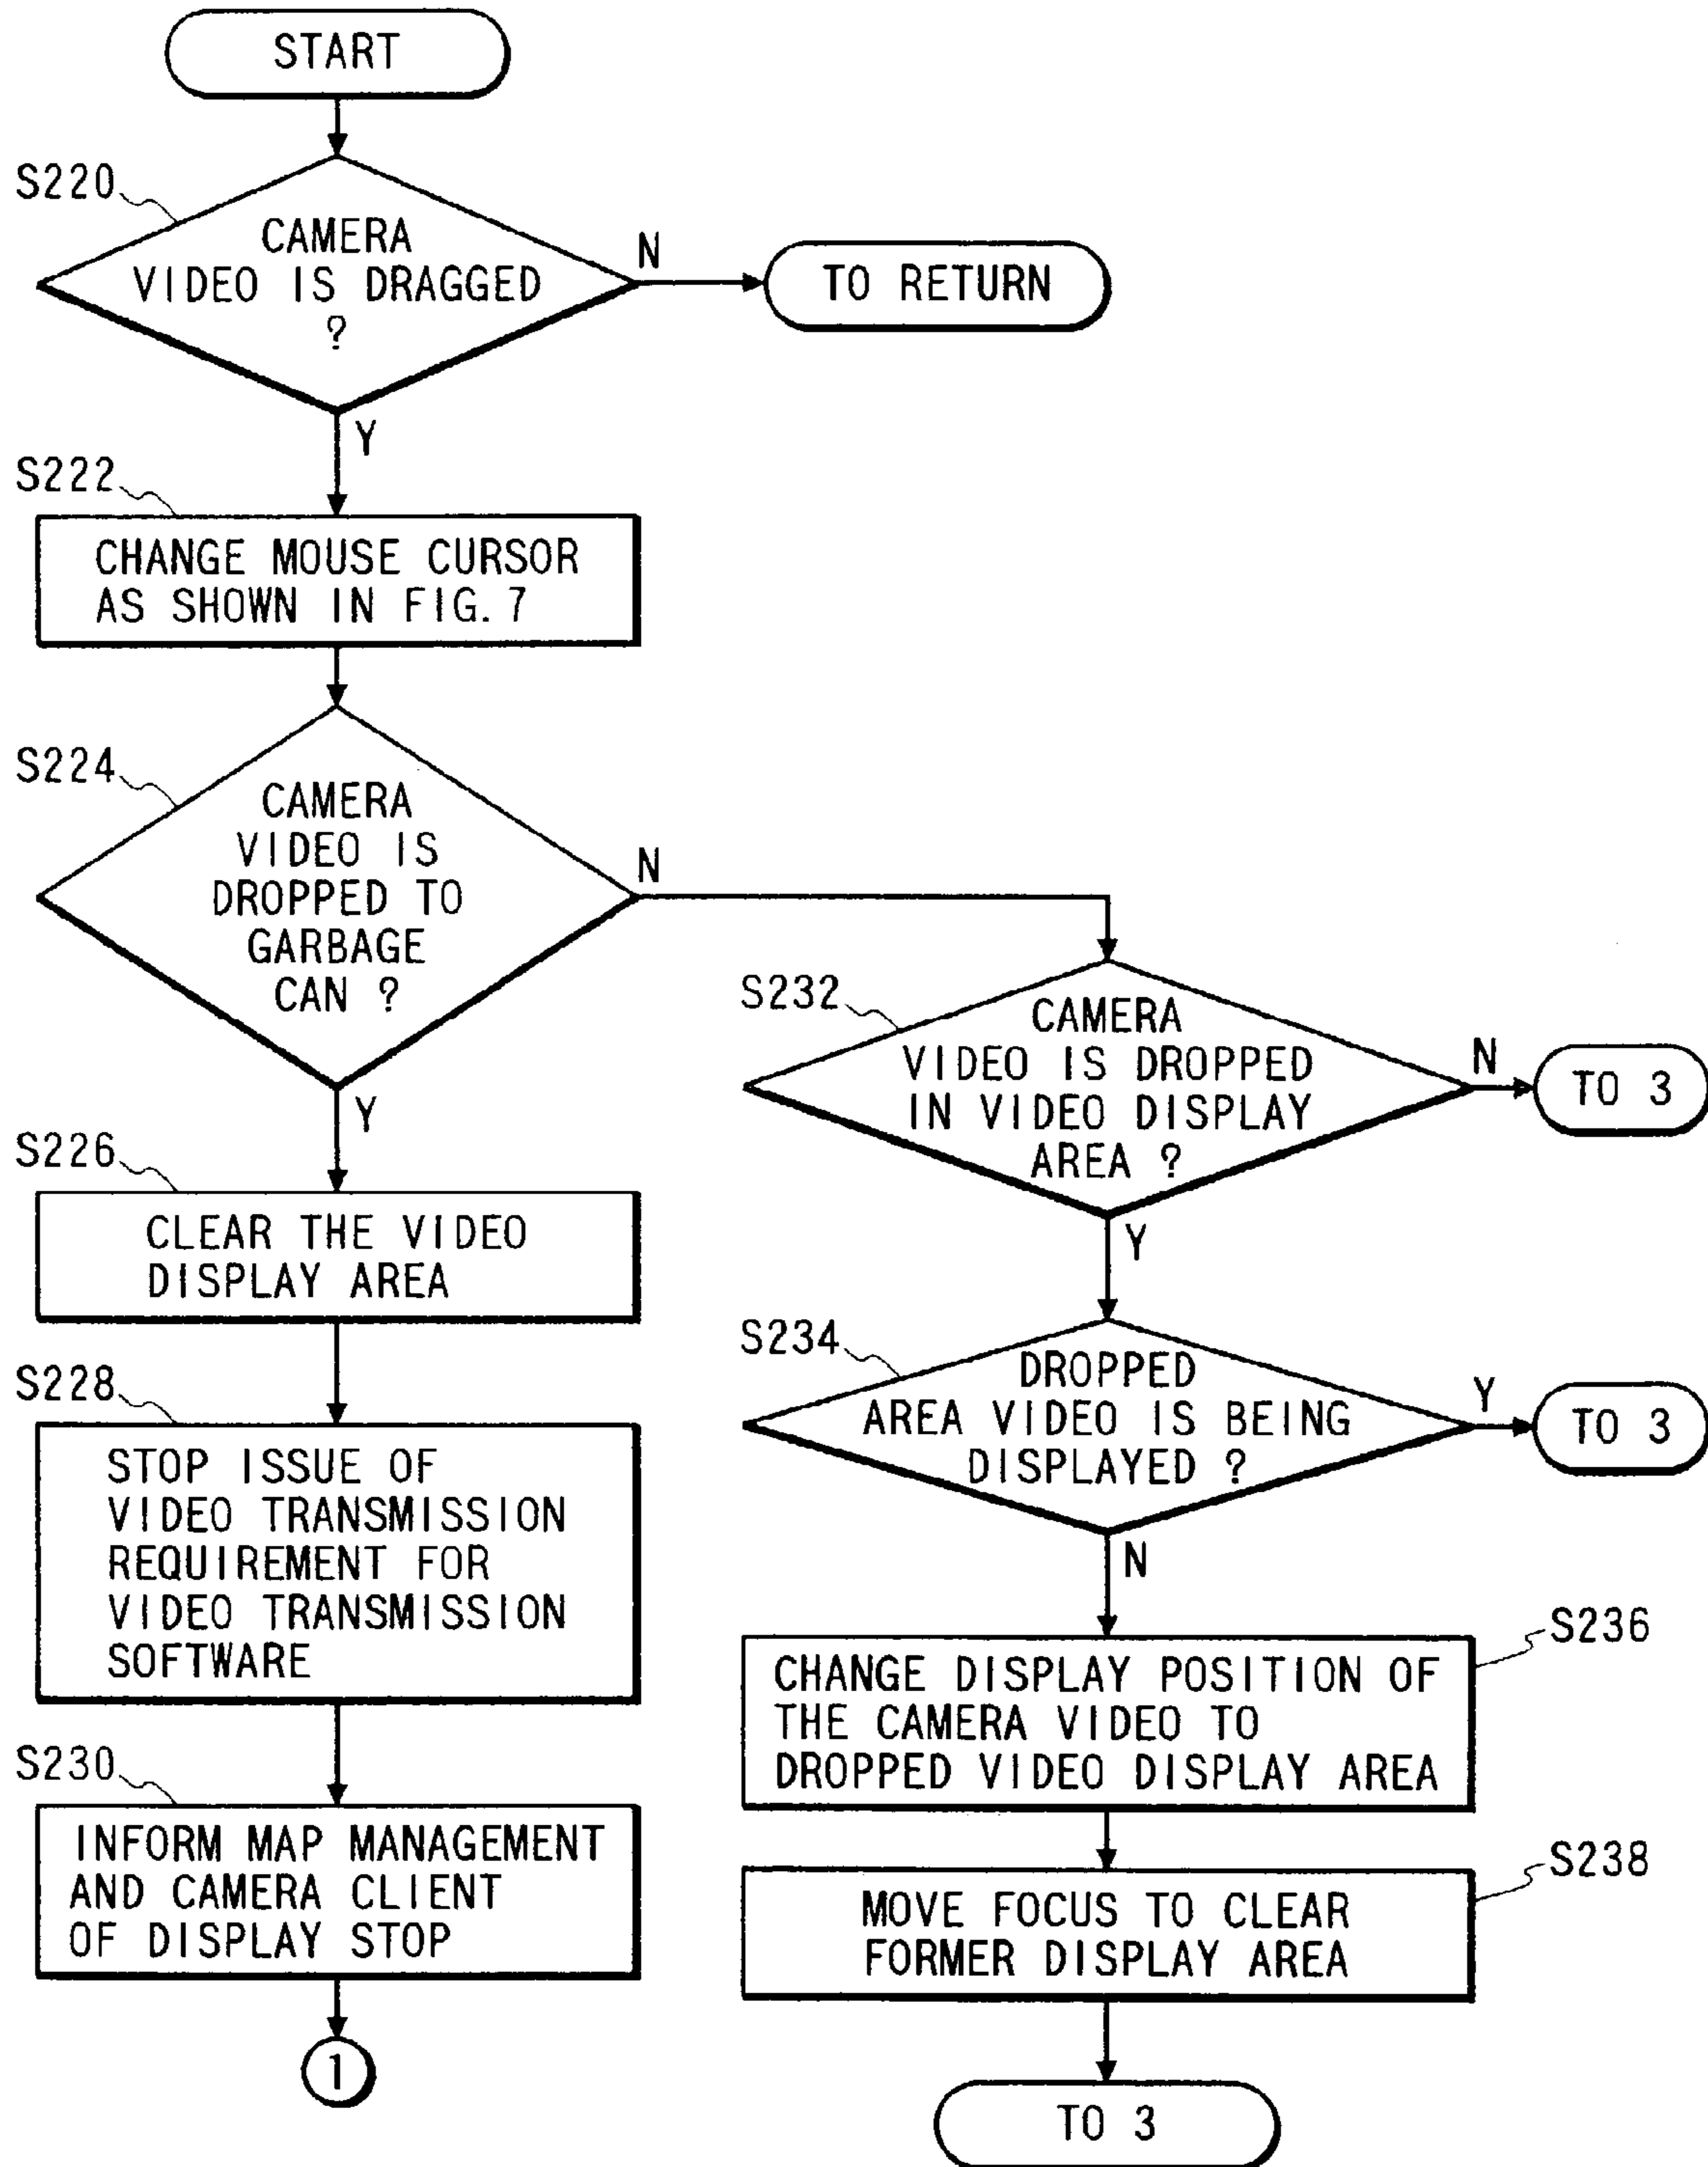 START
S220
CAMERA
VIDEO IS DRAGGED
?
N
TO RETURN
Y
S222
CHANGE MOUSE CURSOR
AS SHOWN IN FIG. 7
S224
CAMERA
VIDEO IS
DROPPED TO
GARBAGE
CAN ?
N
Y
S226
CLEAR THE VIDEO
DISPLAY AREA
S228
STOP ISSUE OF
VIDEO TRANSMISSION
REQUIREMENT FOR
VIDEO TRANSMISSION
SOFTWARE
S230
INFORM MAP MANAGEMENT
AND CAMERA CLIENT
OF DISPLAY STOP
1
S232
CAMERA
VIDEO IS DROPPED
IN VIDEO DISPLAY
AREA ?
N
TO 3
Y
S234
DROPPED
AREA VIDEO IS BEING
DISPLAYED ?
Y
TO 3
N
S236
CHANGE DISPLAY POSITION OF
THE CAMERA VIDEO TO
DROPPED VIDEO DISPLAY AREA
S238
MOVE FOCUS TO CLEAR
FORMER DISPLAY AREA
TO 3